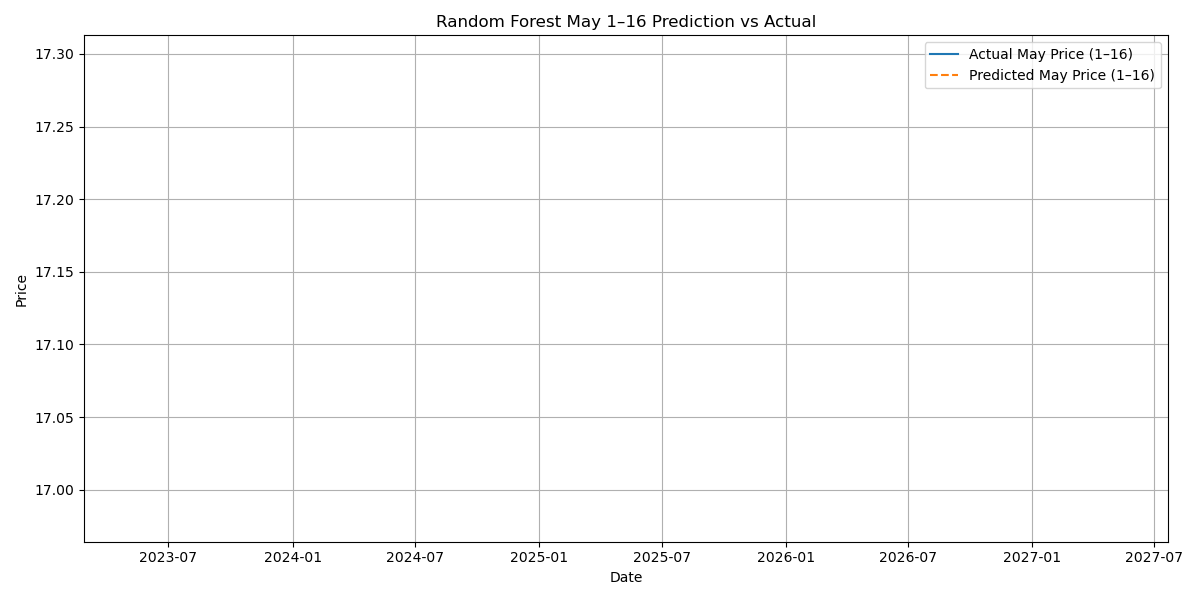 Random Forest May 1–16 Prediction vs Actual
Actual May Price (1–16)
Predicted May Price (1–16)
Price
17.30
17.25
17.20
17.15
17.10
17.05
17.00
2023-07 2024-01 2024-07 2025-01 2025-07 2026-01 2026-07 2027-01 2027-07
Date